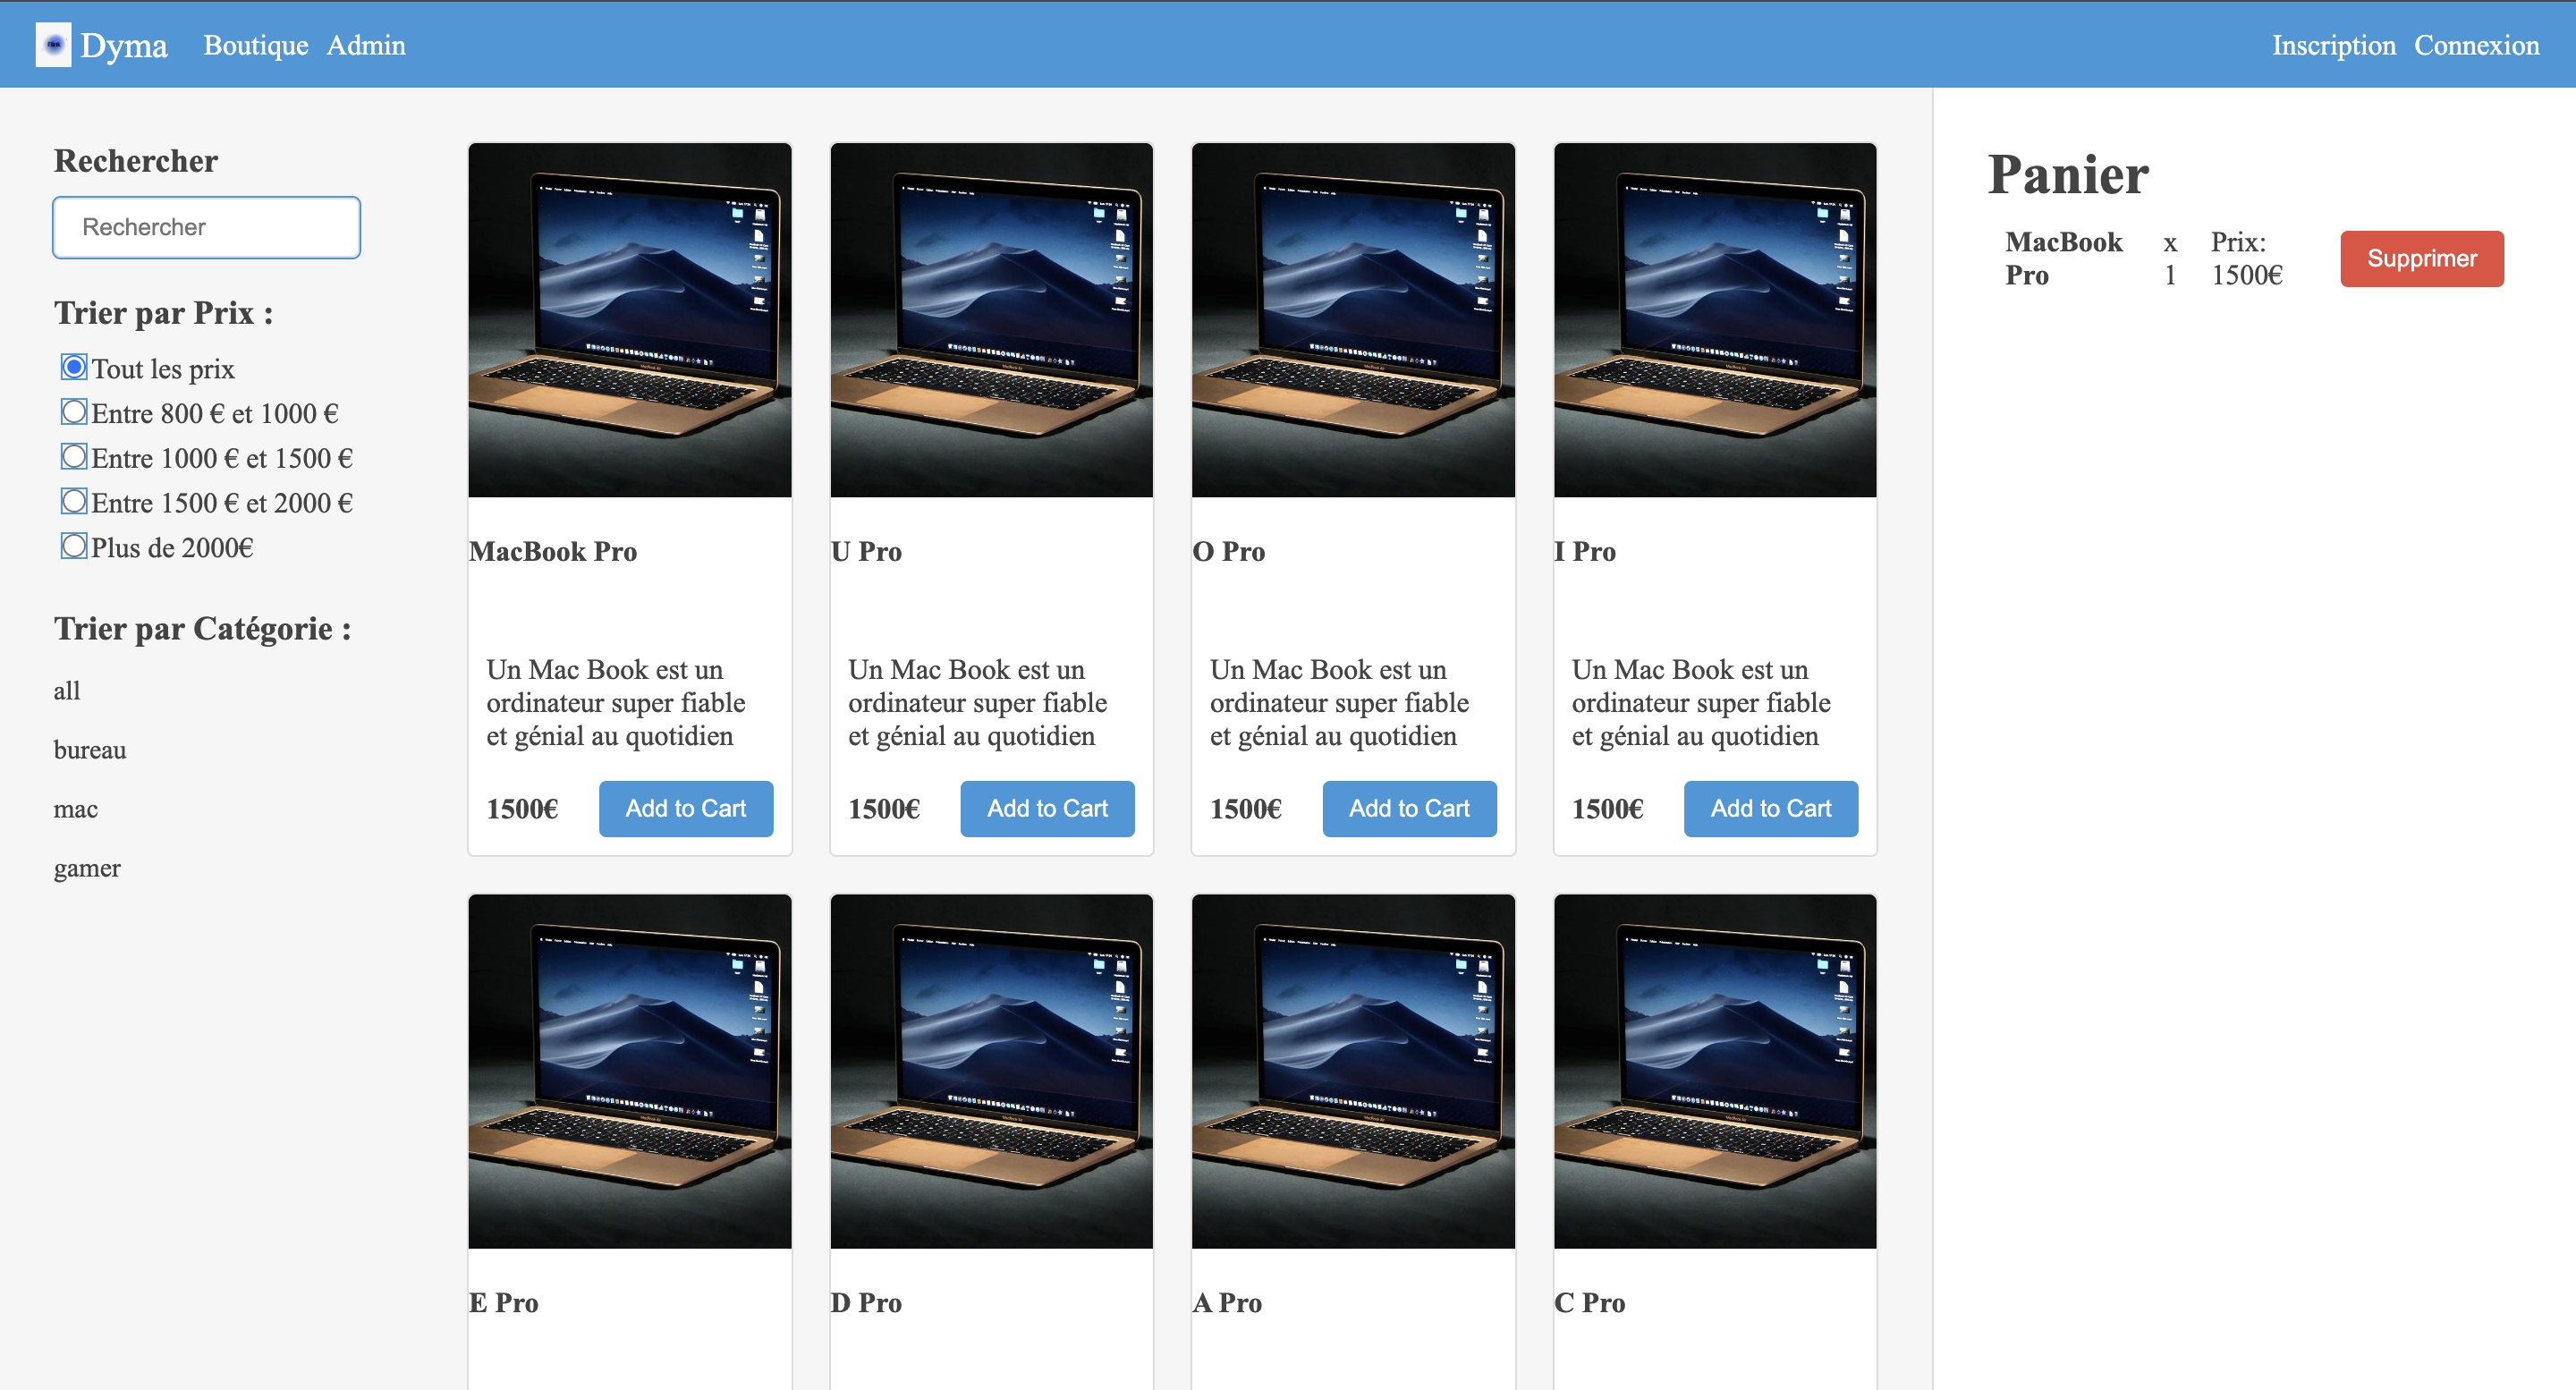 Dyma
Boutique Admin
Inscription Connexion
Rechercher
Rechercher
Trier par Prix :
Tout les prix
Entre 800 € et 1000 €
Entre 1000 € et 1500 €
Entre 1500 € et 2000 €
Plus de 2000€
Trier par Catégorie :
all
bureau
mac
gamer
MacBook Pro
Un Mac Book est un
ordinateur super fiable
et génial au quotidien
1500€ Add to Cart
U Pro
Un Mac Book est un
ordinateur super fiable
et génial au quotidien
1500€ Add to Cart
O Pro
Un Mac Book est un
ordinateur super fiable
et génial au quotidien
1500€ Add to Cart
I Pro
Un Mac Book est un
ordinateur super fiable
et génial au quotidien
1500€ Add to Cart
E Pro
D Pro
A Pro
C Pro
Panier
MacBook x Prix:
Pro 1 1500€
Supprimer